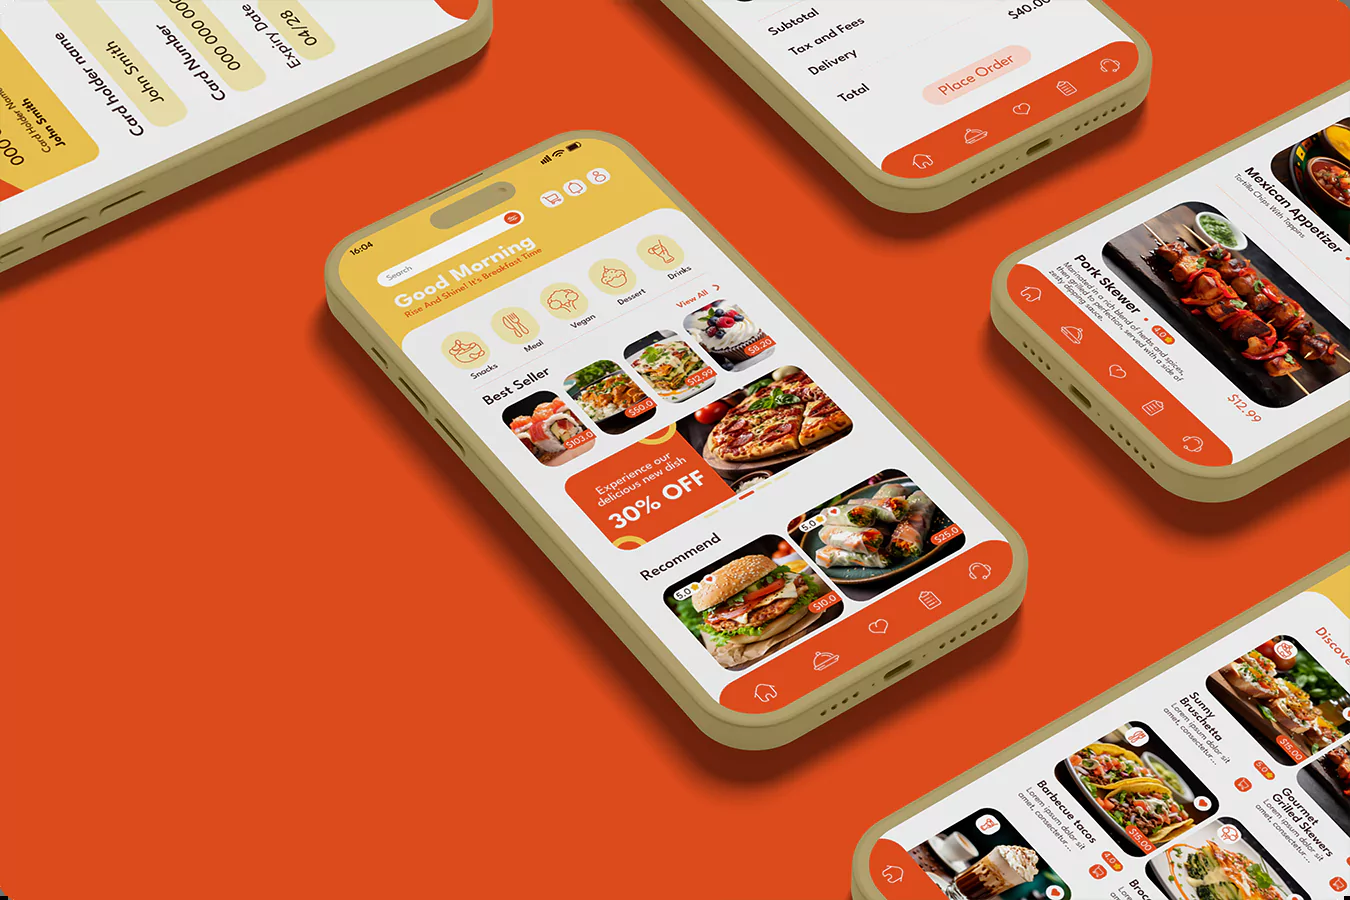 04/28
Expiry Date
000 000 000
Card Number
John Smith
Card holder name
John Smith
Card Holder Name
000
Subtotal
$40.00
Tax and Fees
Delivery
Total
Place Order
16:04
Search
Good Morning
Rise And Shine! It's Breakfast Time
Snacks
Meal
Vegan
Dessert
Drinks
Best Seller
View All
$103.0
$50.0
$12.99
$8.20
Experience our
delicious new dish
30% OFF
Recommend
5.0
$10.0
5.0
$25.0
Mexican Appetizer
Tortilla Chips With Toppins
Pork Skewer
4.0
Marinated in a rich blend of herbs and spices,
then grilled to perfection, served with a side of
zesty dipping sauce.
$12.99
Discove
Sunny
Bruschetta
Lorem ipsum dolor sit
amet, consectetur...
$15.00
5.0
Barbecue tacos
Lorem ipsum dolor sit
amet, consectetur...
$15.00
4.0
Gourmet
Grilled Skewers
Lorem ipsum dolor sit
amet, consectetur...
Broc